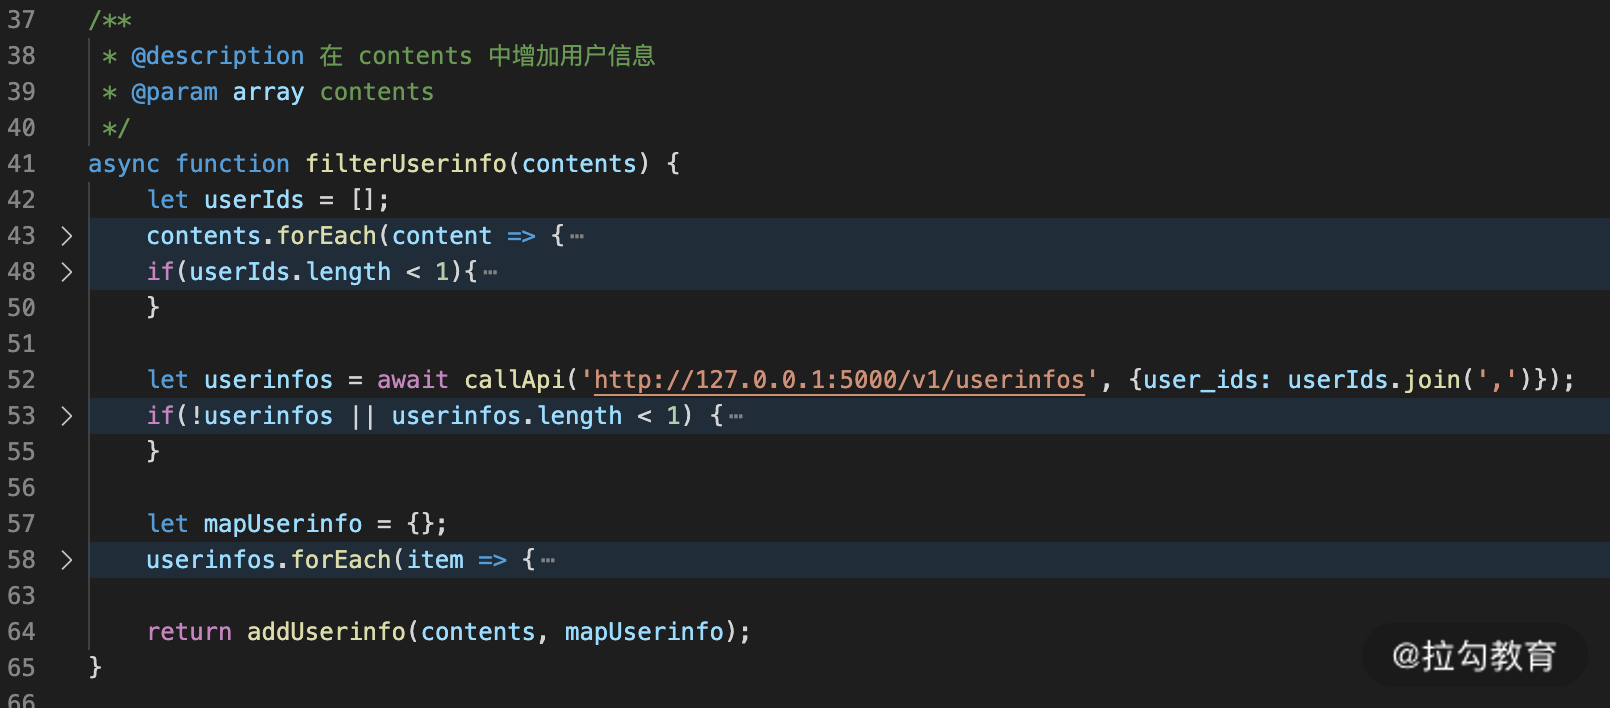 37 /**
38 * @description 在 contents 中增加用户信息
39 * @param array contents
40 */
41 async function filterUserinfo(contents) {
42 let userIds = [];
43 contents.forEach(content => {…
48 if(userIds.length < 1){…
50 }
51
52 let userinfos = await callApi('http://127.0.0.1:5000/v1/userinfos', {user_ids: userIds.join(',')});
53 if(!userinfos || userinfos.length < 1) {…
55 }
56
57 let mapUserinfo = {};
58 userinfos.forEach(item => {…
63
64 return addUserinfo(contents, mapUserinfo);
65 }
66
@拉勾教育